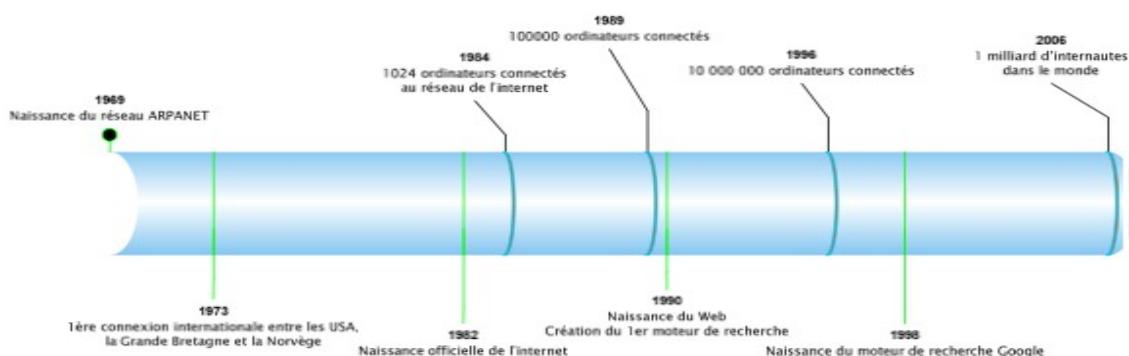 1969
Naissance du réseau ARPANET
1984
1024 ordinateurs connectés
au réseau de l'internet
1989
100000 ordinateurs connectés
1996
10 000 000 ordinateurs connectés
2006
1 milliard d'internautes
dans le monde
1973
1ère connexion internationale entre les USA,
la Grande Bretagne et la Norvège
1982
Naissance officielle de l'internet
1990
Naissance du Web
Création du 1er moteur de recherche
1998
Naissance du moteur de recherche Google